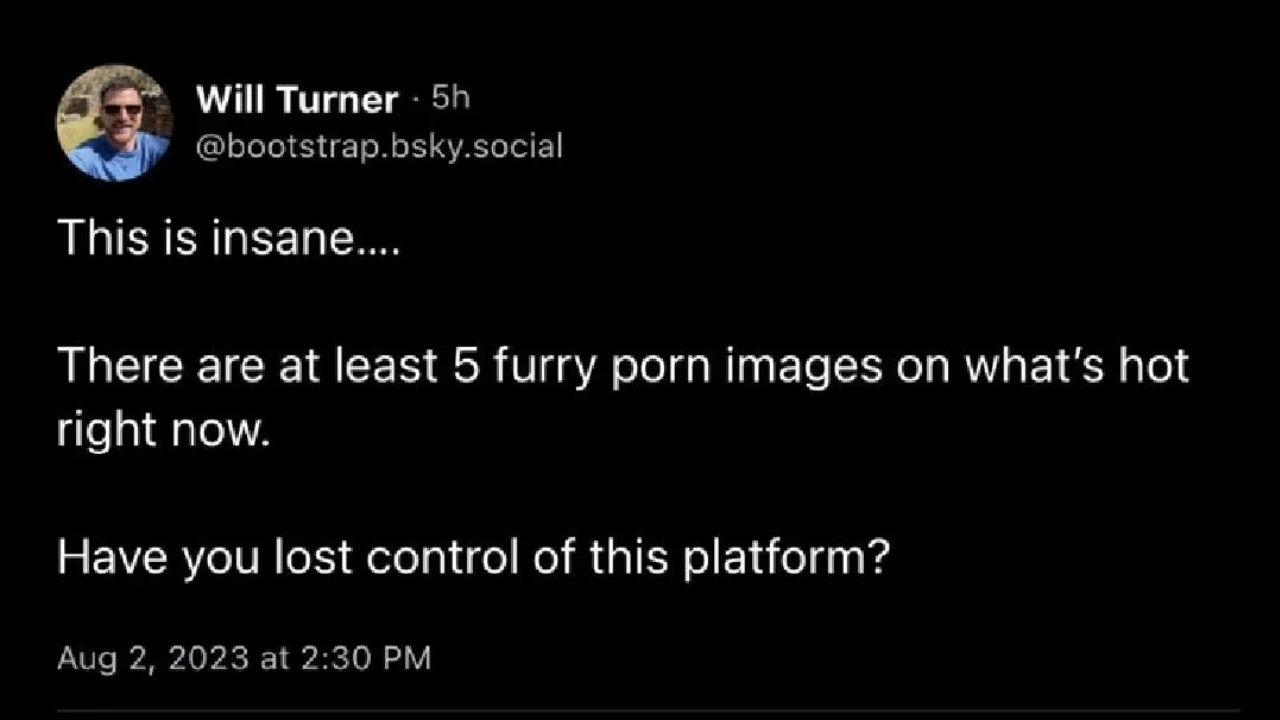 Will Turner · 5h
@bootstrap.bsky.social
This is insane....
There are at least 5 furry porn images on what’s hot
right now.
Have you lost control of this platform?
Aug 2, 2023 at 2:30 PM